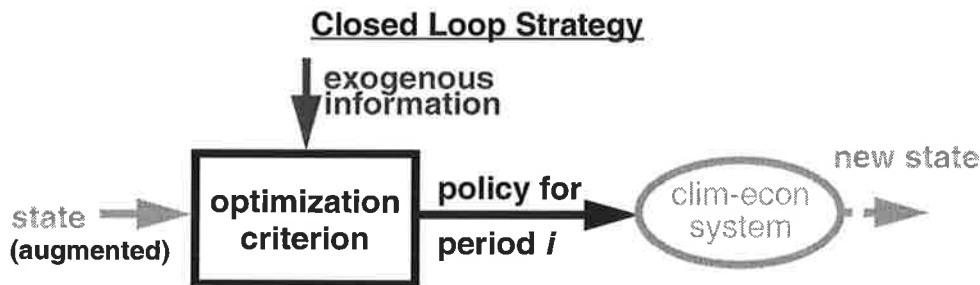 Closed Loop Strategy
exogenous
information
state
(augmented)
optimization
criterion
policy for
period i
clim-econ
system
new state